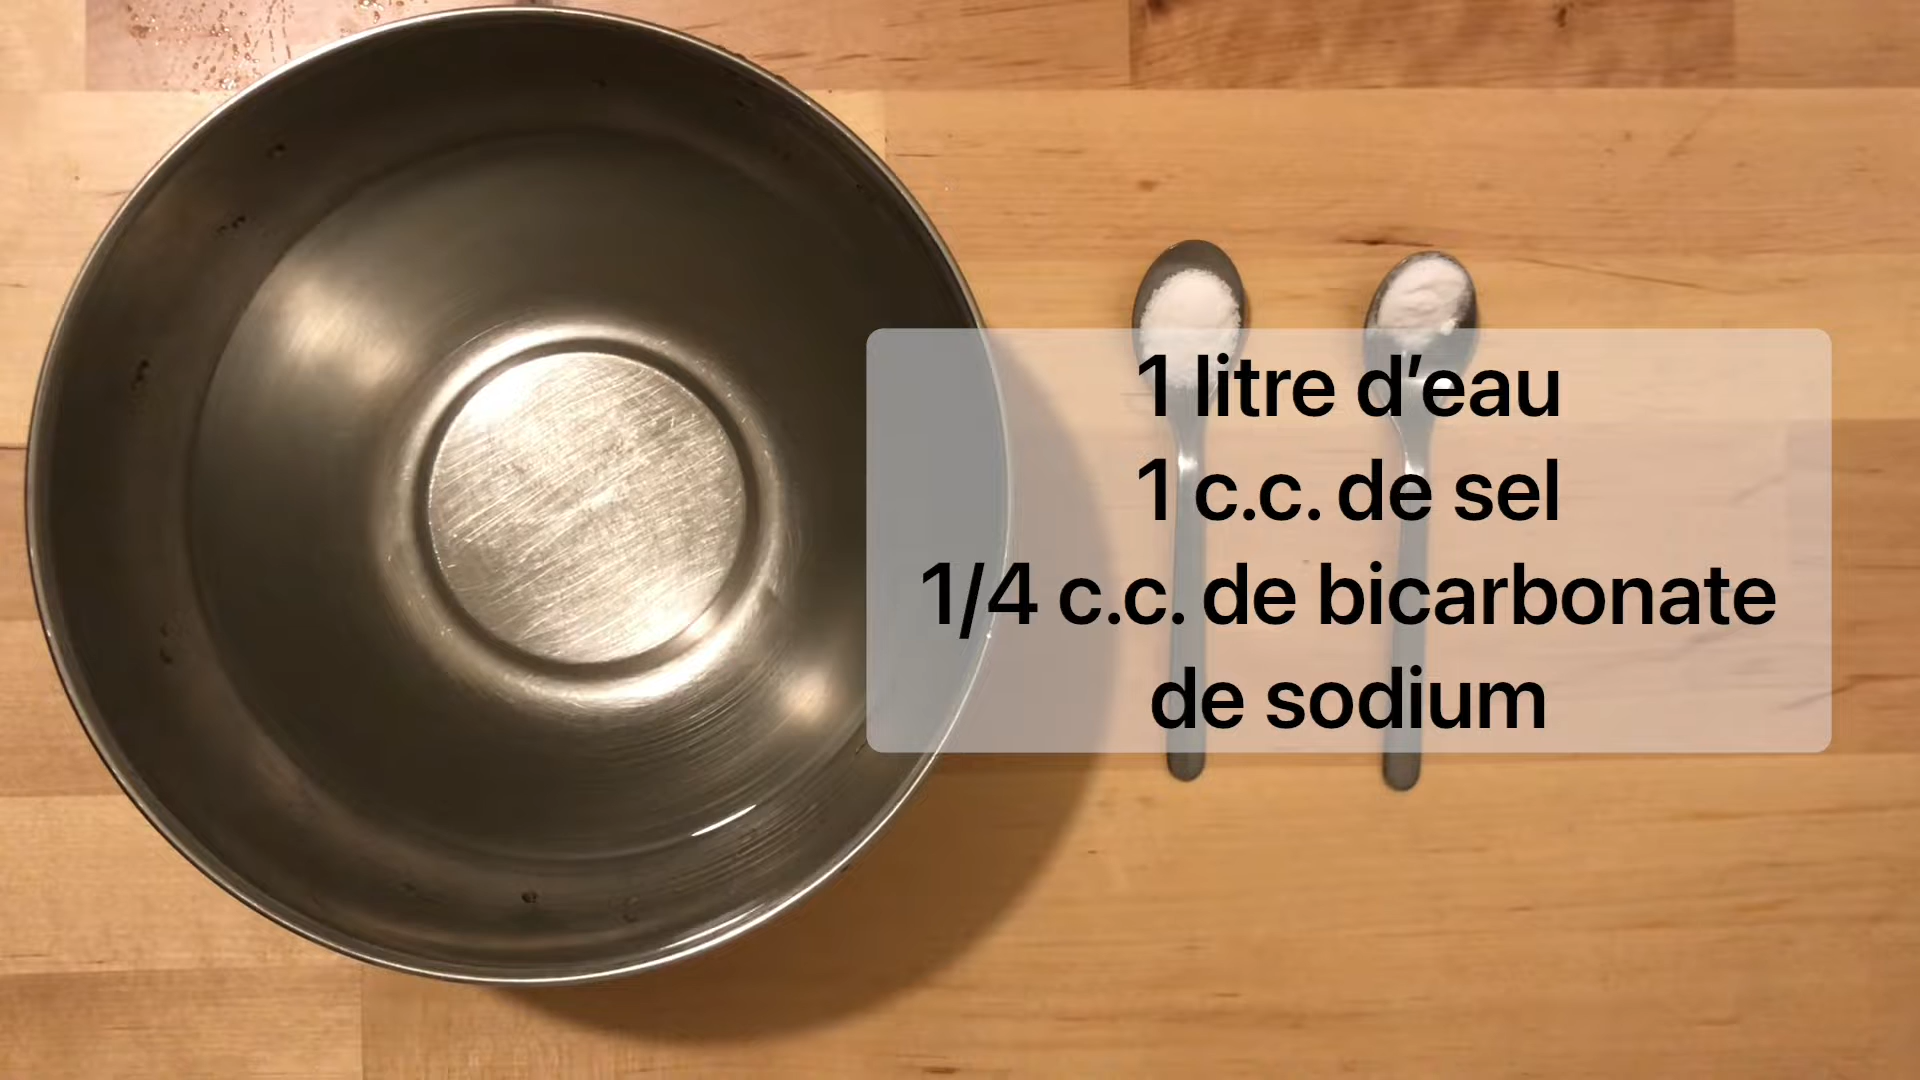 1 litre d’eau
1 c.c. de sel
1/4 c.c. de bicarbonate
de sodium